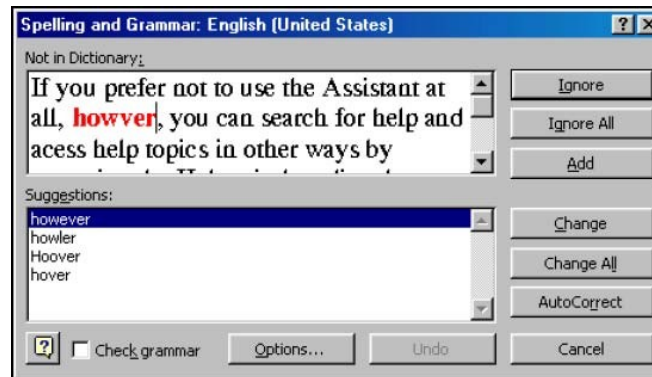 Spelling and Grammar: English (United States)
Not in Dictionary:
If you prefer not to use the Assistant at
all, howver, you can search for help and
acess help topics in other ways by
Ignore
Ignore All
Add
Suggestions:
however
howler
Hoover
hover
Change
Change All
AutoCorrect
Check grammar
Options...
Undo
Cancel